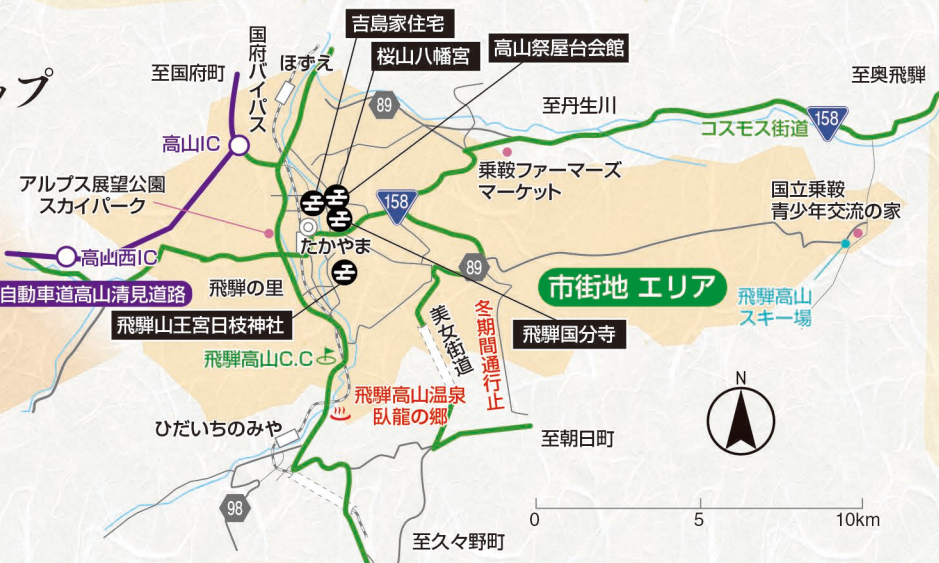 ップ
吉島家住宅
桜山八幡宮
高山祭屋台会館
国府バイパス
ほずえ
至国府町
89
至丹生川
至奥飛騨
158
コスモス街道
高山IC
乗鞍ファーマーズ
マーケット
アルプス展望公園
スカイパーク
158
国立乗鞍
青少年交流の家
たかやま
高山西IC
89
自動車道高山清見道路
飛騨の里
市街地 エリア
飛騨高山
スキー場
飛騨山王宮日枝神社
美女街道
冬期間通行止
飛騨国分寺
飛騨高山C.C
飛騨高山温泉
臥龍の郷
N
ひだいちのみや
至朝日町
98
0
5
10km
至久々野町